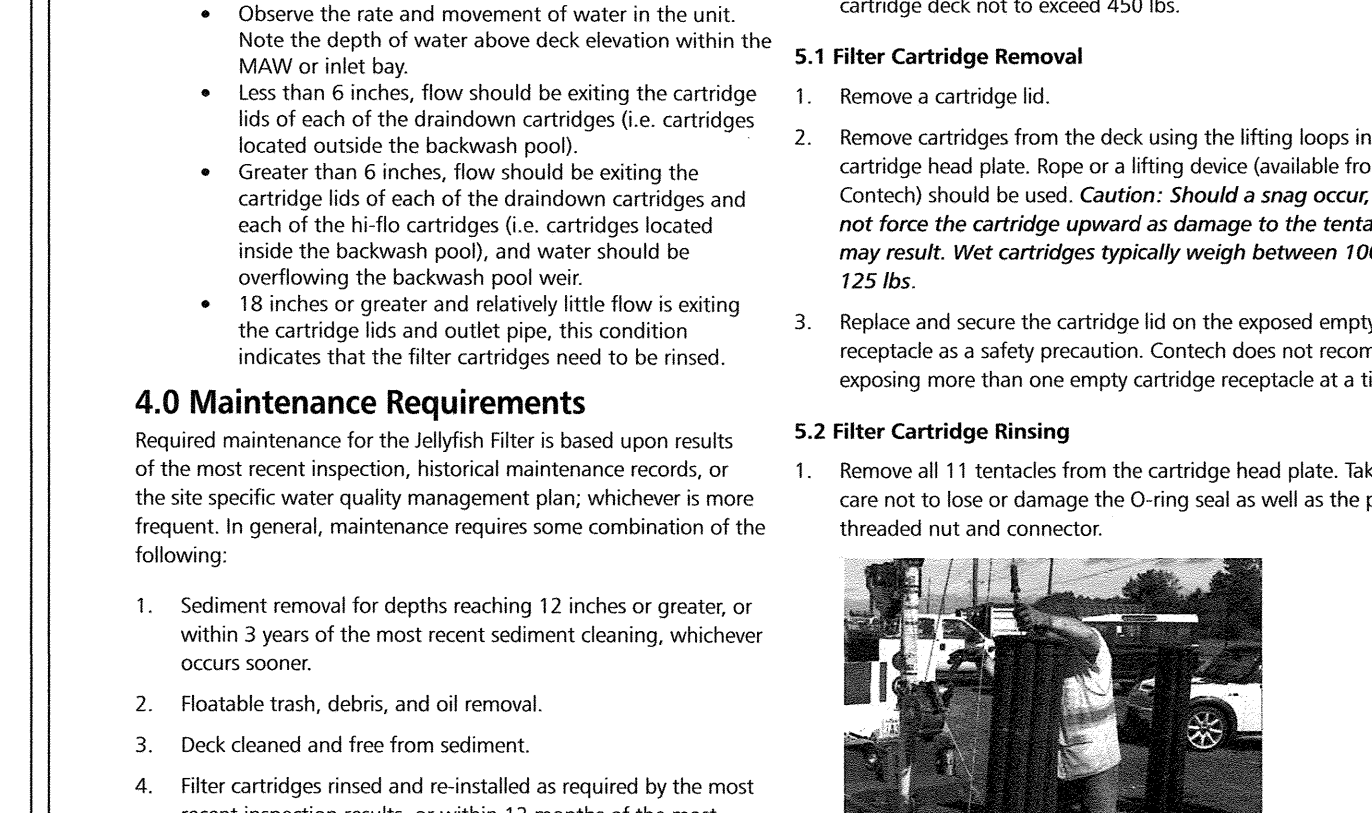 • Observe the rate and movement of water in the unit.
Note the depth of water above deck elevation within the
MAW or inlet bay.
• Less than 6 inches, flow should be exiting the cartridge
lids of each of the draindown cartridges (i.e. cartridges
located outside the backwash pool).
• Greater than 6 inches, flow should be exiting the
cartridge lids of each of the draindown cartridges and
each of the hi-flo cartridges (i.e. cartridges located
inside the backwash pool), and water should be
overflowing the backwash pool weir.
• 18 inches or greater and relatively little flow is exiting
the cartridge lids and outlet pipe, this condition
indicates that the filter cartridges need to be rinsed.
4.0 Maintenance Requirements
Required maintenance for the Jellyfish Filter is based upon results
of the most recent inspection, historical maintenance records, or
the site specific water quality management plan; whichever is more
frequent. In general, maintenance requires some combination of the
following:
1. Sediment removal for depths reaching 12 inches or greater, or
within 3 years of the most recent sediment cleaning, whichever
occurs sooner.
2. Floatable trash, debris, and oil removal.
3. Deck cleaned and free from sediment.
4. Filter cartridges rinsed and re-installed as required by the most
recent inspection results, or within 12 months of the most
cartridge deck not to exceed 450 lbs.
5.1 Filter Cartridge Removal
1. Remove a cartridge lid.
2. Remove cartridges from the deck using the lifting loops in
cartridge head plate. Rope or a lifting device (available fro
Contech) should be used. Caution: Should a snag occur,
not force the cartridge upward as damage to the tenta
may result. Wet cartridges typically weigh between 100
125 lbs.
3. Replace and secure the cartridge lid on the exposed empty
receptacle as a safety precaution. Contech does not recom
exposing more than one empty cartridge receptacle at a ti
5.2 Filter Cartridge Rinsing
1. Remove all 11 tentacles from the cartridge head plate. Tak
care not to lose or damage the O-ring seal as well as the p
threaded nut and connector.